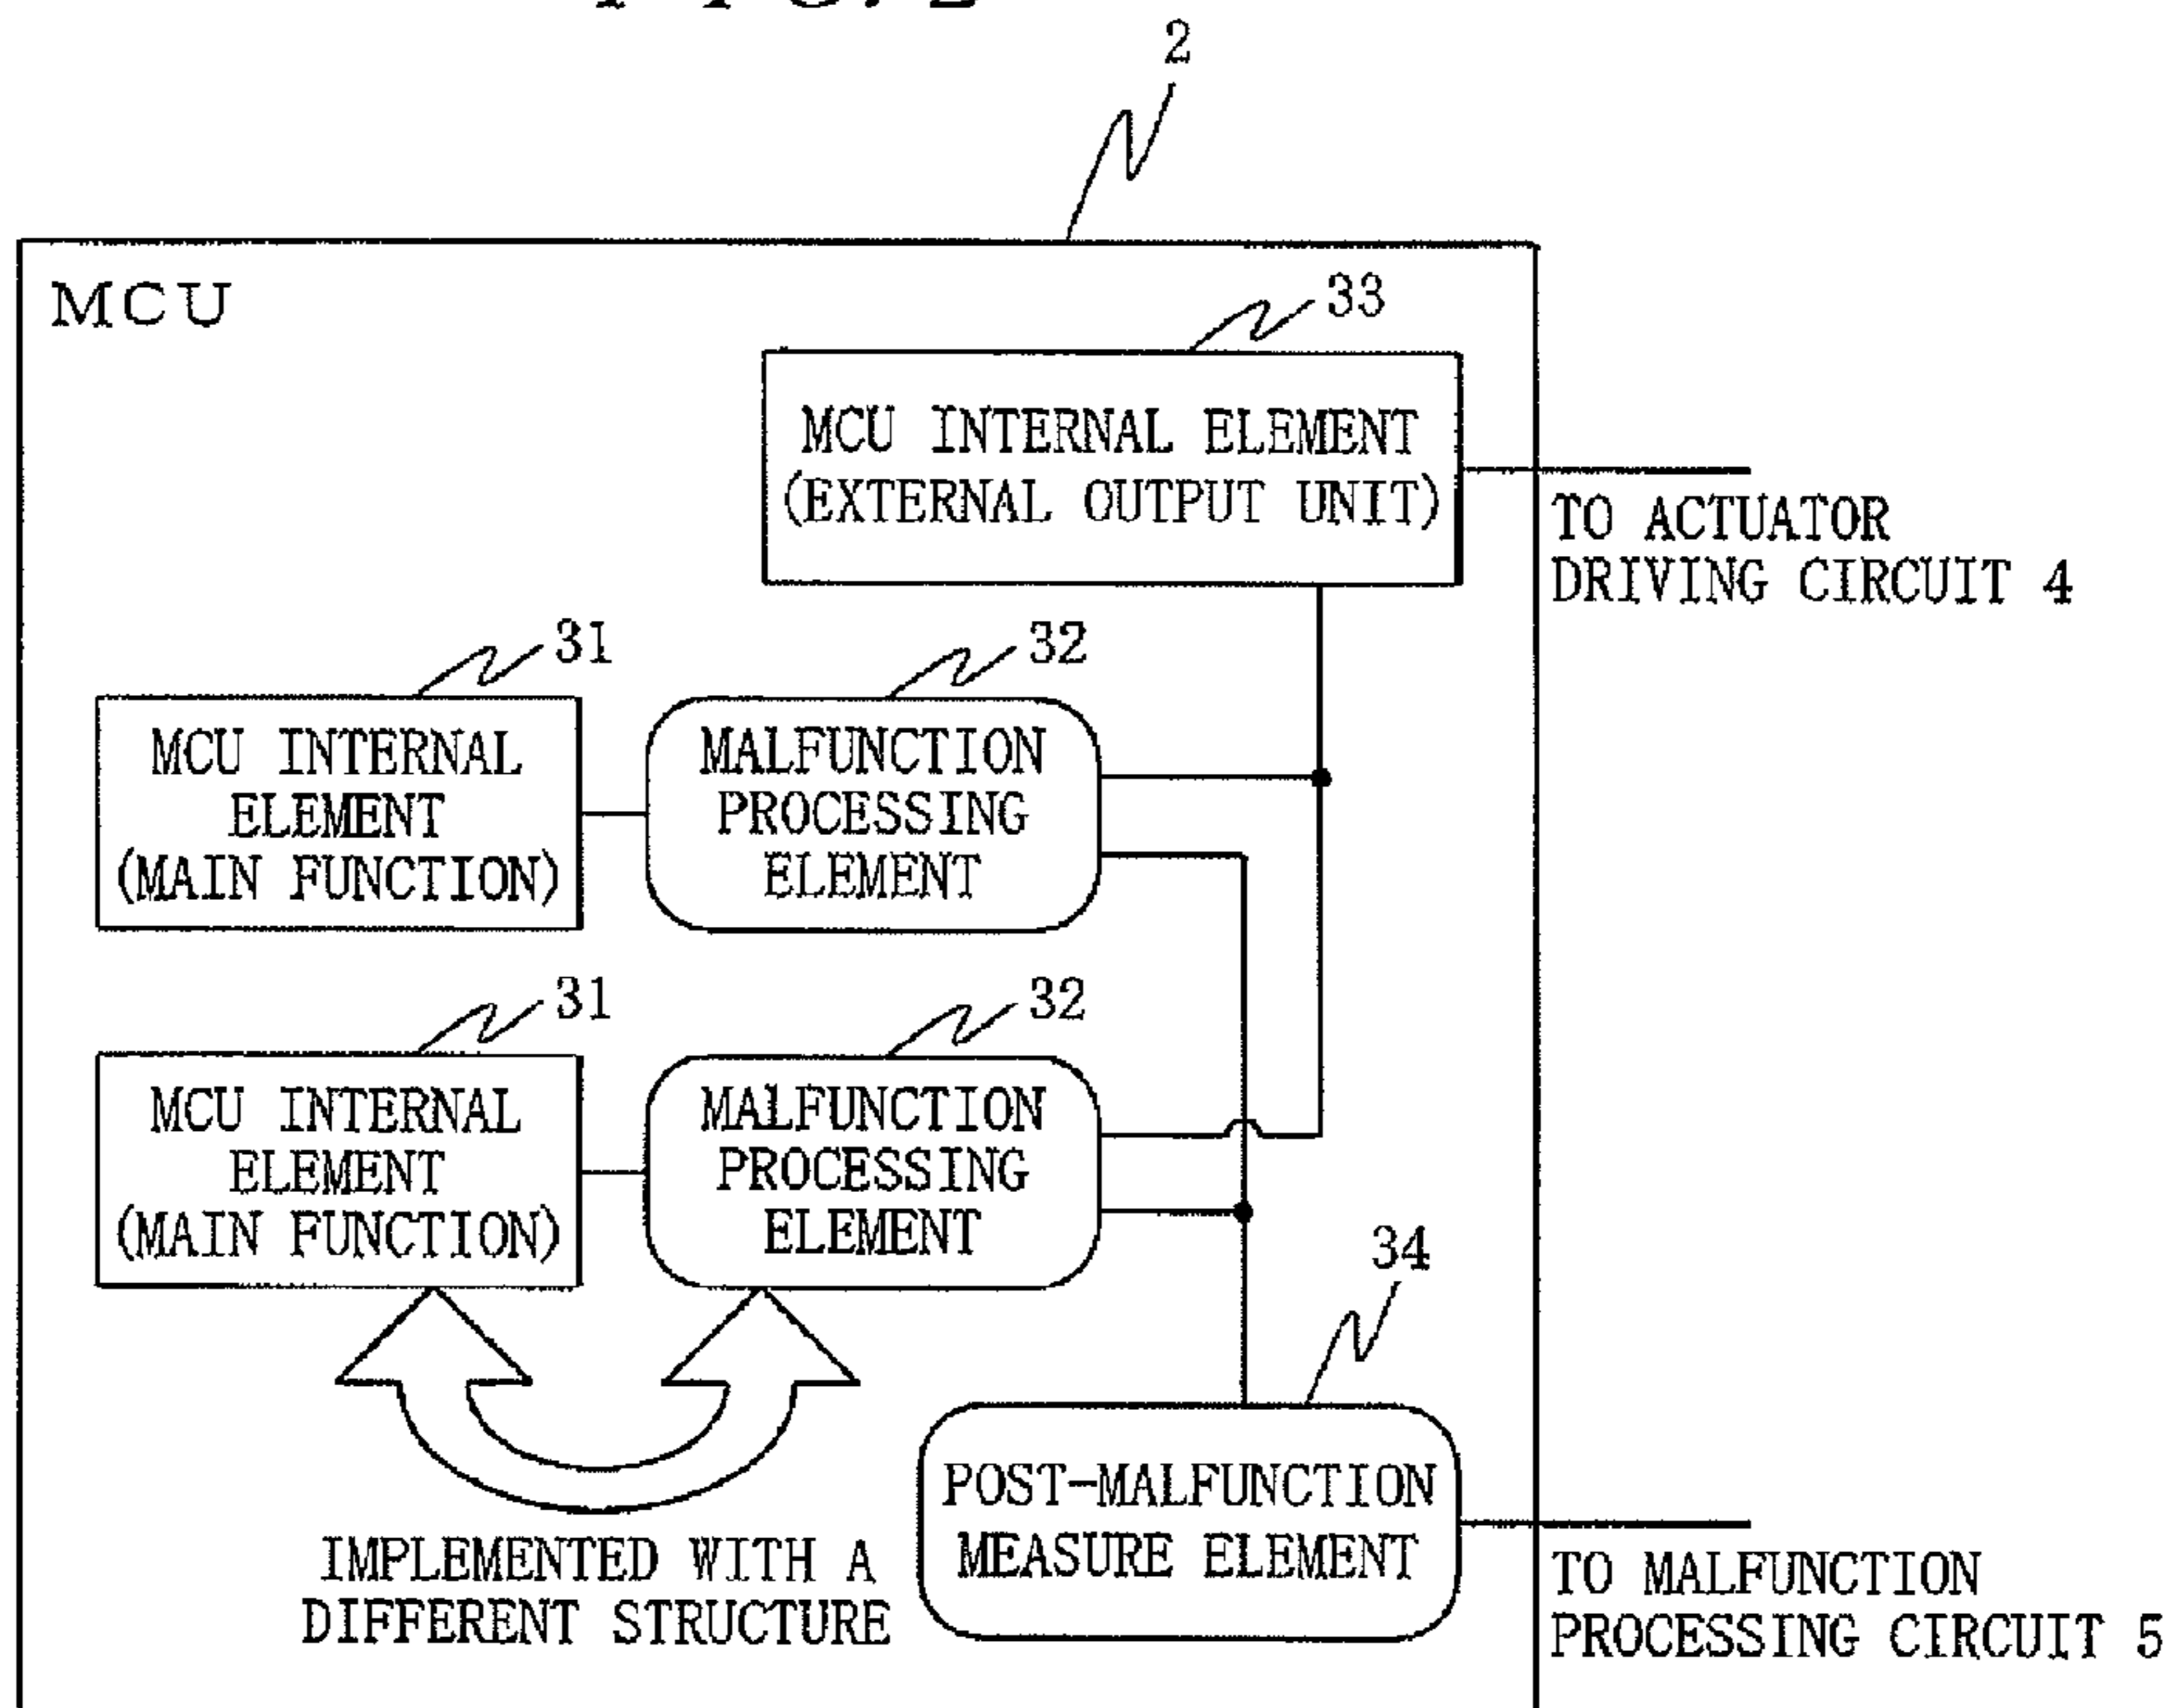 2
MCU
33
MCU INTERNAL ELEMENT
(EXTERNAL OUTPUT UNIT)
TO ACTUATOR
DRIVING CIRCUIT 4
31
32
MCU INTERNAL
ELEMENT
(MAIN FUNCTION)
MALFUNCTION
PROCESSING
ELEMENT
31
32
MCU INTERNAL
ELEMENT
(MAIN FUNCTION)
MALFUNCTION
PROCESSING
ELEMENT
34
POST-MALFUNCTION
MEASURE ELEMENT
IMPLEMENTED WITH A
DIFFERENT STRUCTURE
TO MALFUNCTION
PROCESSING CIRCUIT 5